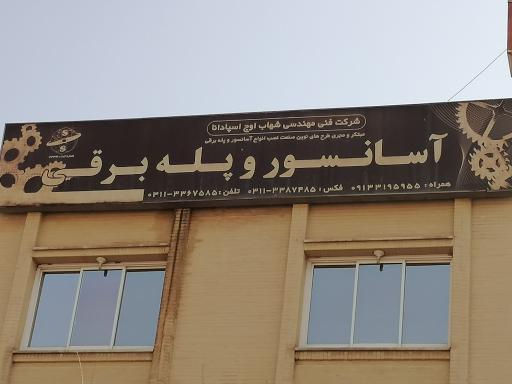 شرکت فنی مهندسی شهاب اوج اسپادانا
مبتکر و مجری طرح های نوین صنعت نصب انواع آسانسور و پله برقی
آسانسور و پله برقی
همراه : ۰۹۱۳۳۱۹۵۹۵۵ فکس : ۳۳۸۷۴۸۵-۰۳۱۱ تلفن : ۳۳۶۷۵۸۵-۰۳۱۱